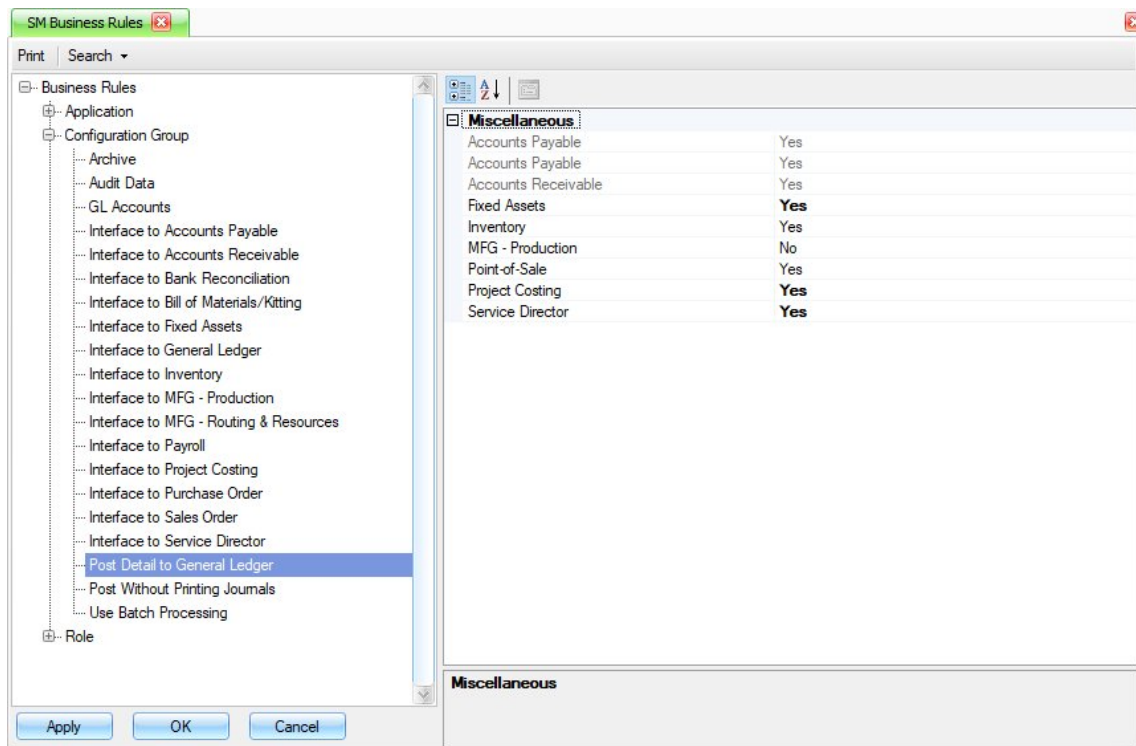 SM Business Rules
Print Search
Business Rules
Application
Configuration Group
Archive
Audit Data
GL Accounts
Interface to Accounts Payable
Interface to Accounts Receivable
Interface to Bank Reconciliation
Interface to Bill of Materials/Kitting
Interface to Fixed Assets
Interface to General Ledger
Interface to Inventory
Interface to MFG - Production
Interface to MFG - Routing & Resources
Interface to Payroll
Interface to Project Costing
Interface to Purchase Order
Interface to Sales Order
Interface to Service Director
Post Detail to General Ledger
Post Without Printing Journals
Use Batch Processing
Role
Apply OK Cancel
Miscellaneous
Accounts Payable Yes
Accounts Payable Yes
Accounts Receivable Yes
Fixed Assets Yes
Inventory Yes
MFG - Production No
Point-of-Sale Yes
Project Costing Yes
Service Director Yes
Miscellaneous